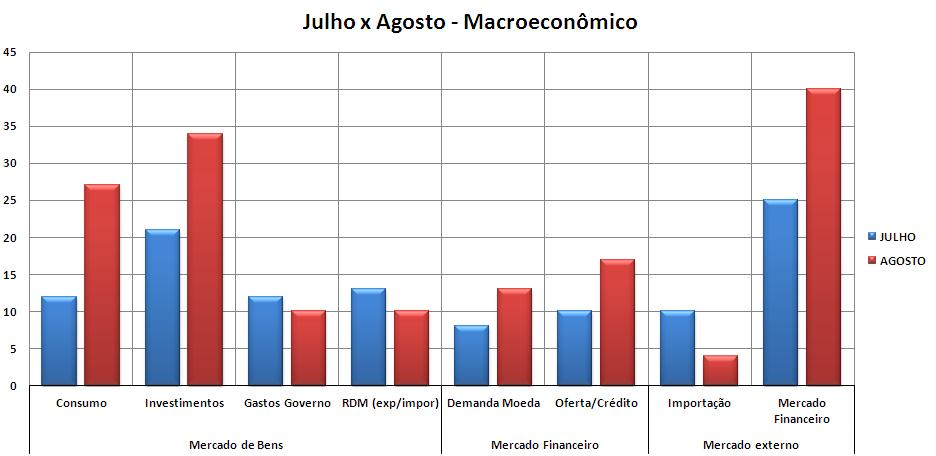 Julho x Agosto - Macroeconômico
45
40
35
30
25
20
15
10
5
0
Consumo
Investimentos
Gastos Governo
RDM (exp/impor)
Demanda Moeda
Oferta/Crédito
Importação
Mercado
Financeiro
Mercado de Bens
Mercado Financeiro
Mercado externo
JULHO
AGOSTO